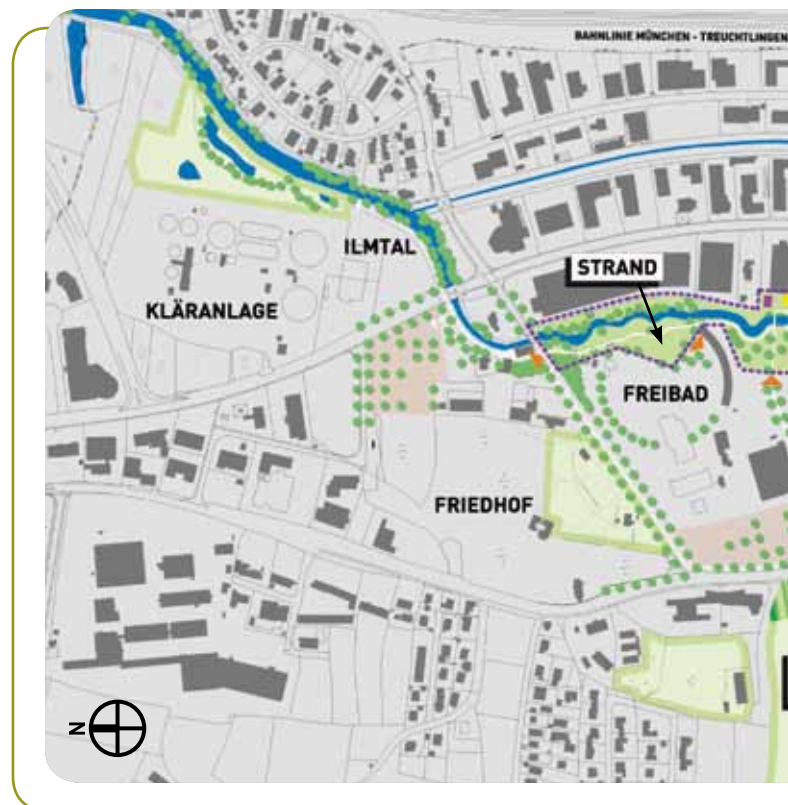 BAHNLINIE MÜNCHEN - TREUCHTLINGEN
ILMTAL
STRAND
KLÄRANLAGE
FREIBAD
FRIEDHOF
N